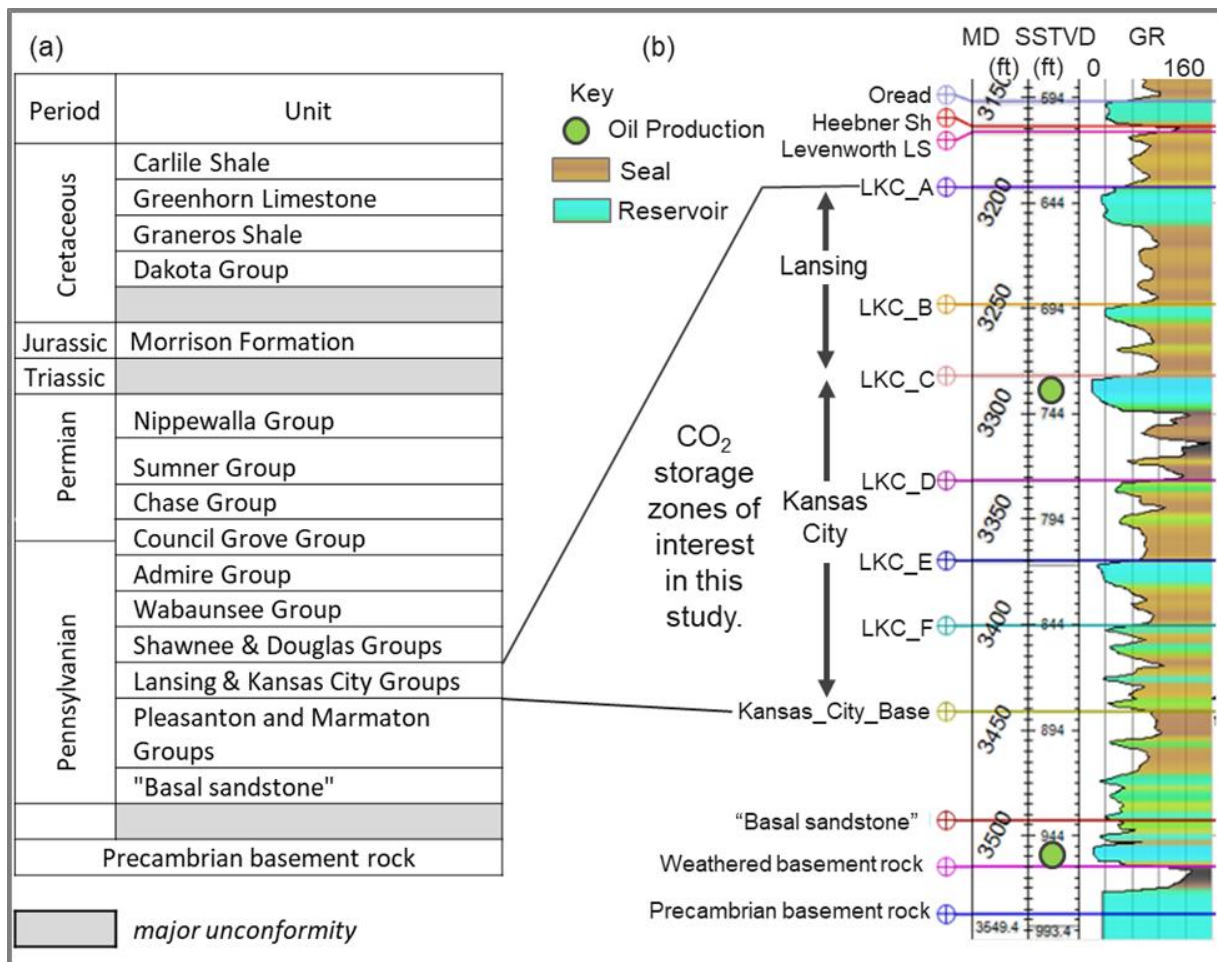 (a)
Period
Unit
Cretaceous
Carlile Shale
Greenhorn Limestone
Graneros Shale
Dakota Group
Jurassic
Morrison Formation
Triassic
Permian
Nippewalla Group
Sumner Group
Chase Group
Council Grove Group
Pennsylvanian
Admire Group
Wabaunsee Group
Shawnee & Douglas Groups
Lansing & Kansas City Groups
Pleasanton and Marmaton
Groups
"Basal sandstone"
Precambrian basement rock
major unconformity
(b)
Key
Oil Production
Seal
Reservoir
MD SSTVD GR
(ft) (ft) 0 160
Oread
Heebner Sh
Levenworth LS
LKC_A
Lansing
LKC_B
LKC_C
CO₂
storage
zones of
interest
in this
study.
Kansas
City
LKC_D
LKC_E
LKC_F
Kansas_City_Base
“Basal sandstone”
Weathered basement rock
Precambrian basement rock
3150 594
3200 644
3250 694
3300 744
3350 794
3400 844
3450 894
3500 944
3549.4 993.4